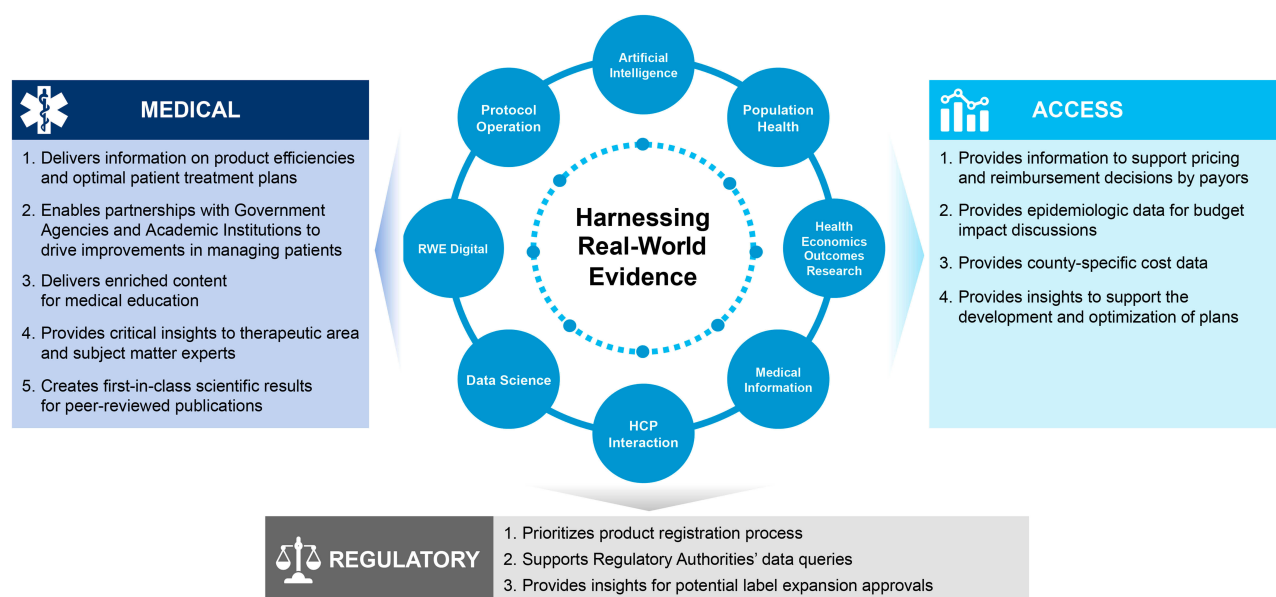 MEDICAL
1. Delivers information on product efficiencies
and optimal patient treatment plans
2. Enables partnerships with Government
Agencies and Academic Institutions to
drive improvements in managing patients
3. Delivers enriched content
for medical education
4. Provides critical insights to therapeutic area
and subject matter experts
5. Creates first-in-class scientific results
for peer-reviewed publications
Artificial
Intelligence
Population
Health
Health
Economics
Outcomes
Research
Medical
Information
HCP
Interaction
Data Science
RWE Digital
Protocol
Operation
Harnessing
Real-World
Evidence
ACCESS
1. Provides information to support pricing
and reimbursement decisions by payors
2. Provides epidemiologic data for budget
impact discussions
3. Provides county-specific cost data
4. Provides insights to support the
development and optimization of plans
REGULATORY
1. Prioritizes product registration process
2. Supports Regulatory Authorities’ data queries
3. Provides insights for potential label expansion approvals